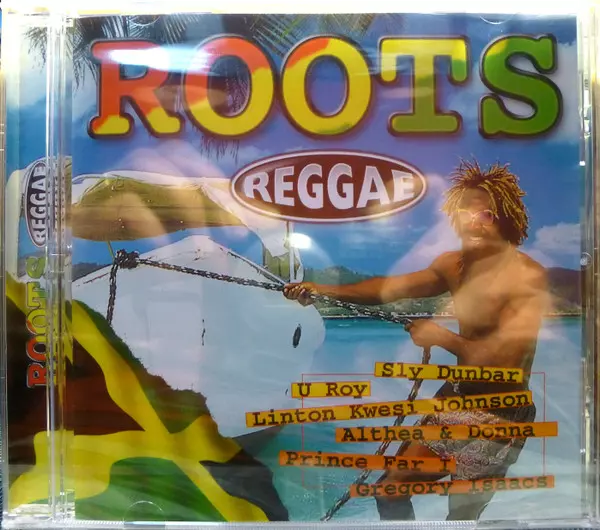 ROOTS
REGGAE
ROOTS REGGAE
Sly Dunbar
U Roy
Linton Kwesi Johnson
Althea & Donna
Prince Far I
Gregory Isaacs